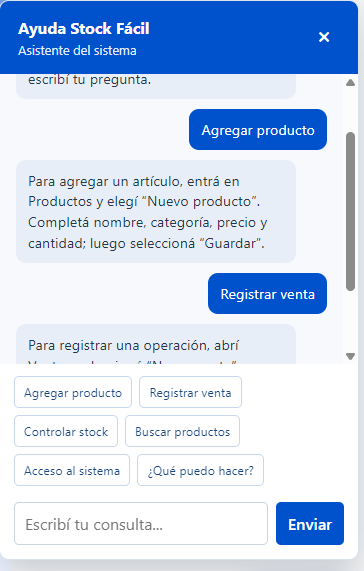 Ayuda Stock Fácil
Asistente del sistema
×
escribí tu pregunta.
Agregar producto
Para agregar un artículo, entrá en
Productos y elegí “Nuevo producto”.
Completá nombre, categoría, precio y
cantidad; luego seleccioná “Guardar”.
Registrar venta
Para registrar una operación, abrí
Agregar producto
Registrar venta
Controlar stock
Buscar productos
Acceso al sistema
¿Qué puedo hacer?
Escribí tu consulta...
Enviar